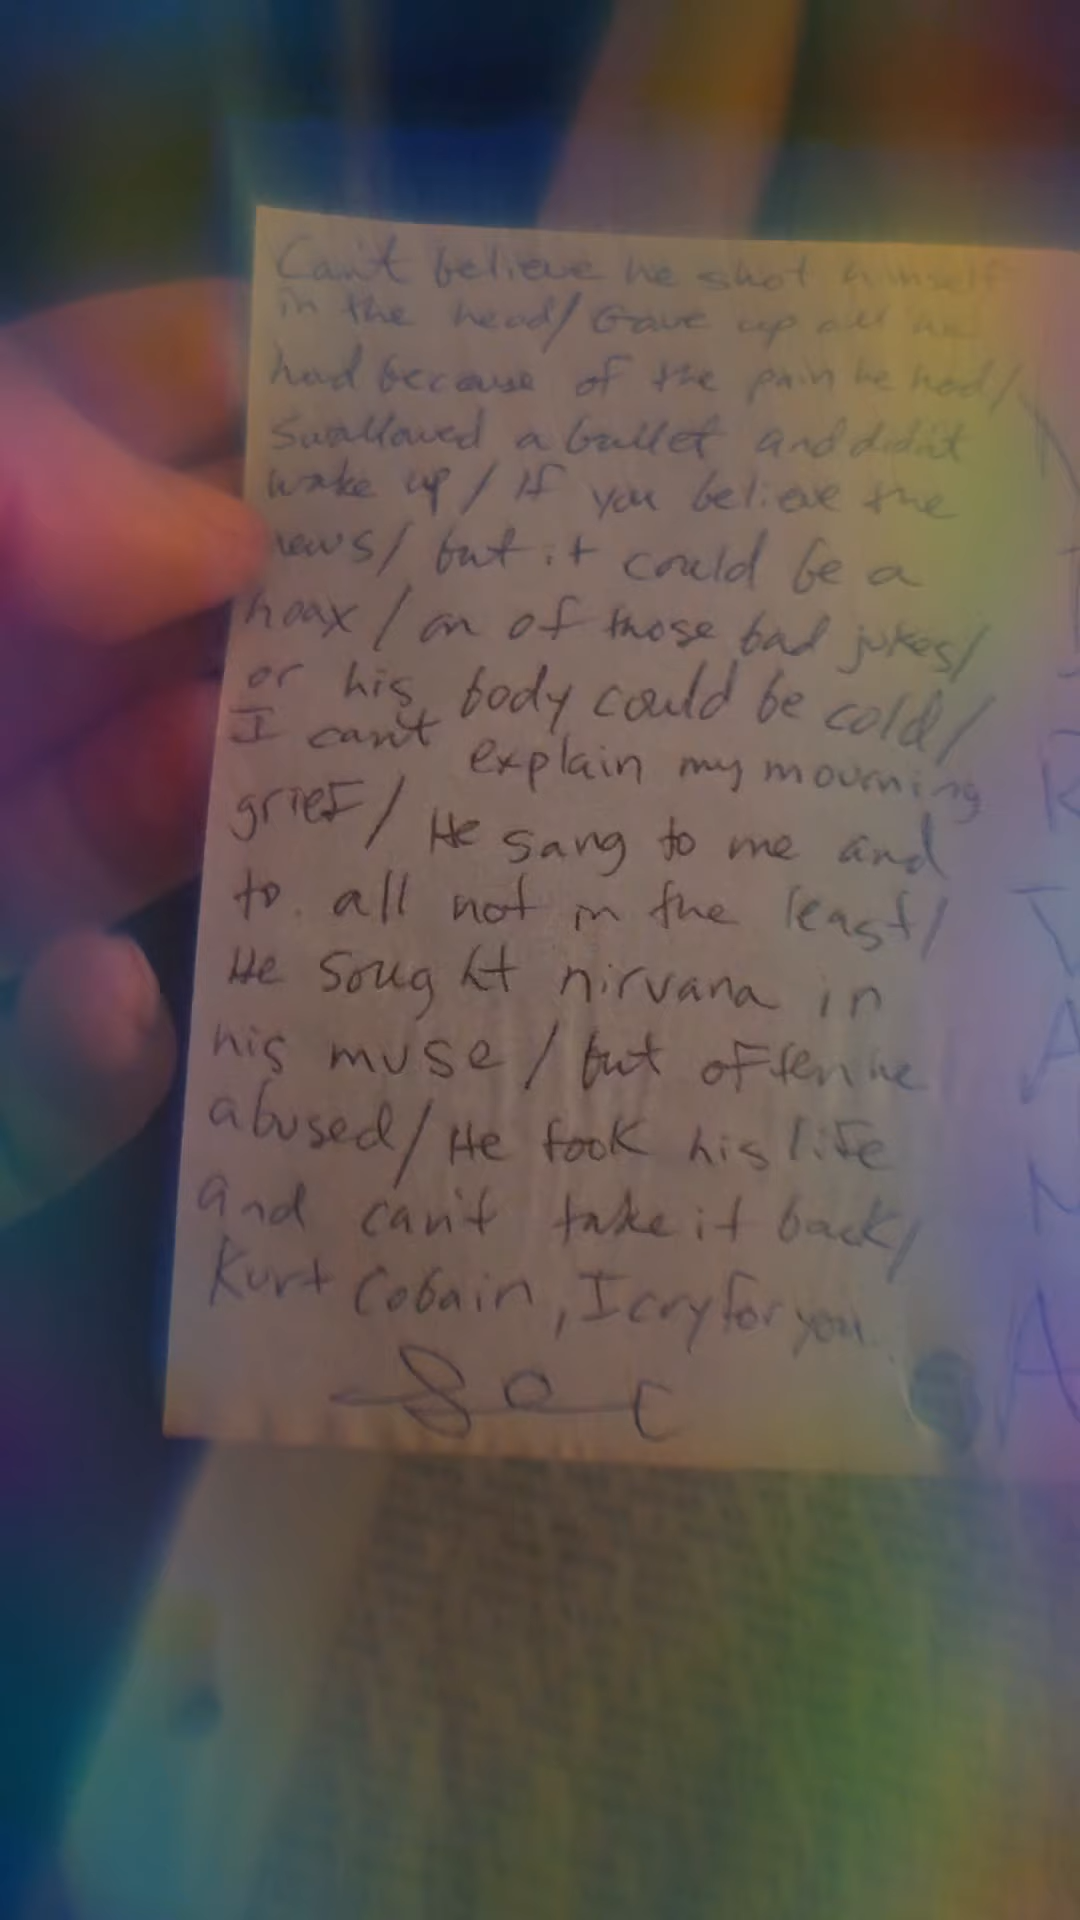 Can't believe he shot himself
in the head/ Gave up all he
had because of the pain he had/
Swallowed a bullet and didn't
wake up/ If you believe the
news/ but it could be a
hoax/ on of those bad jokes/
or his body could be cold/
I can't explain my mourning
grief/ He sang to me and
to all not in the least/
He sought nirvana in
his muse/ but often he
abused/ He took his life
and can't take it back/
Kurt Cobain, I cry for you.
R
V
A
N
A